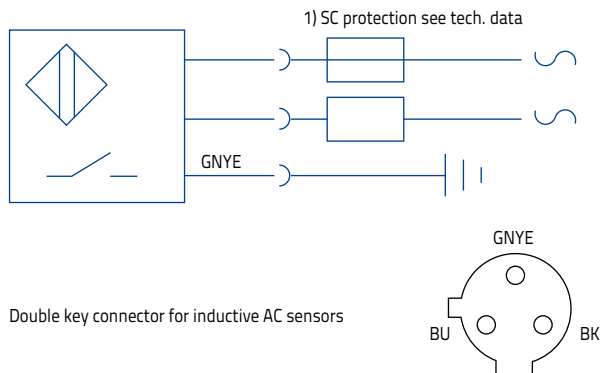 1) SC protection see tech. data
GNYE
GNYE
Double key connector for inductive AC sensors
BU
BK